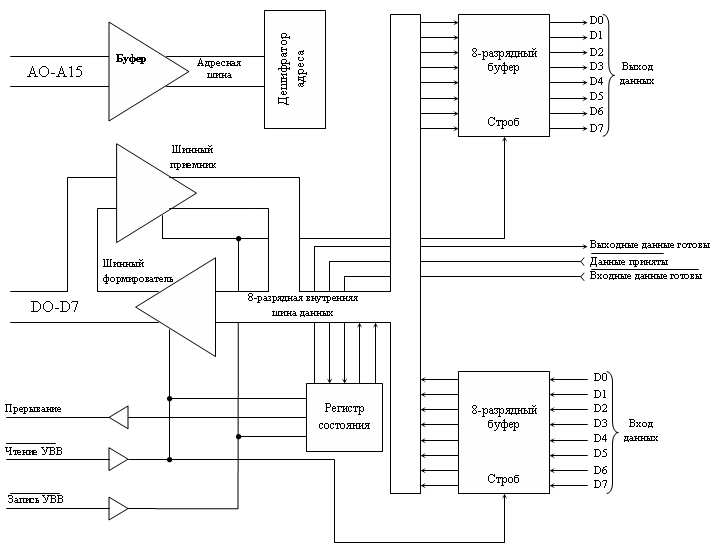 AO-A15
Буфер
Адресная
шина
Дешифратор
адреса
8-разрядный
буфер
Строб
D0
D1
D2
D3
D4
D5
D6
D7
Выход
данных
Шинный
приемник
Шинный
формирователь
DO-D7
8-разрядная внутренняя
шина данных
Выходные данные готовы
Данные приняты
Входные данные готовы
Прерывание
Чтение УВВ
Запись УВВ
Регистр
состояния
8-разрядный
буфер
Строб
D0
D1
D2
D3
D4
D5
D6
D7
Вход
данных